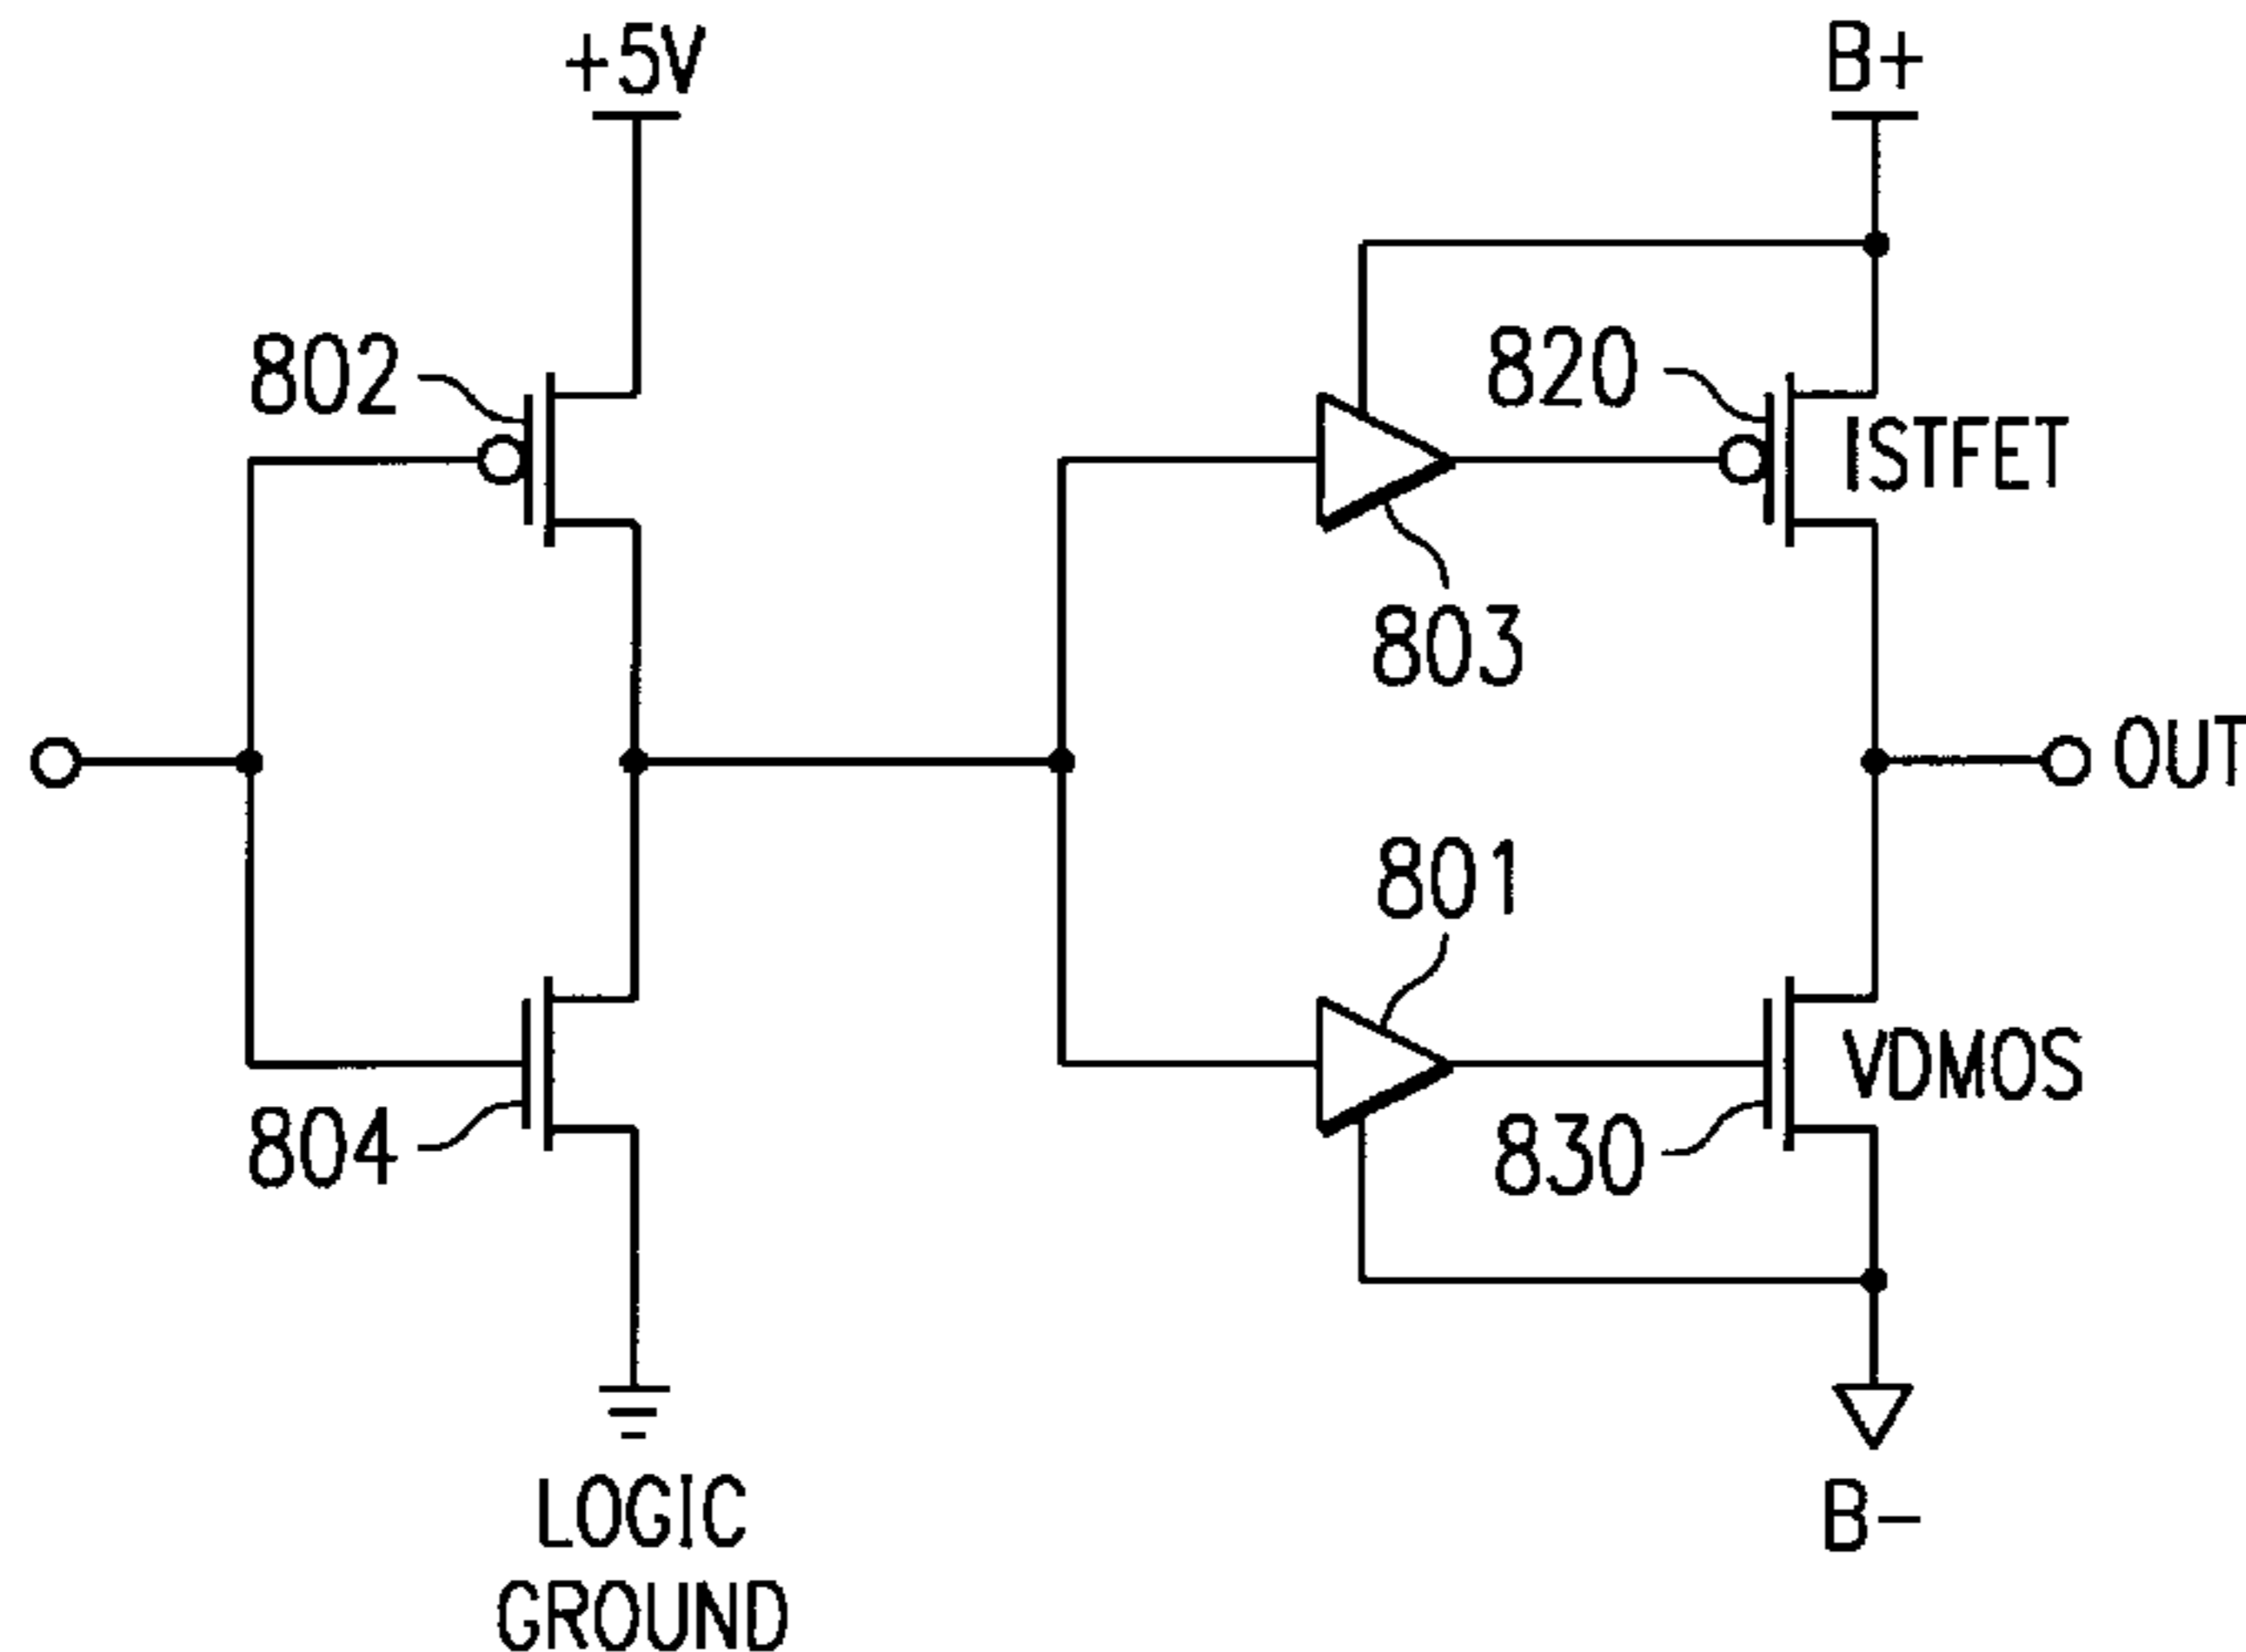 +5V
B+
802
820
ISTFET
803
OUT
801
VDMOS
804
830
LOGIC
GROUND
B-